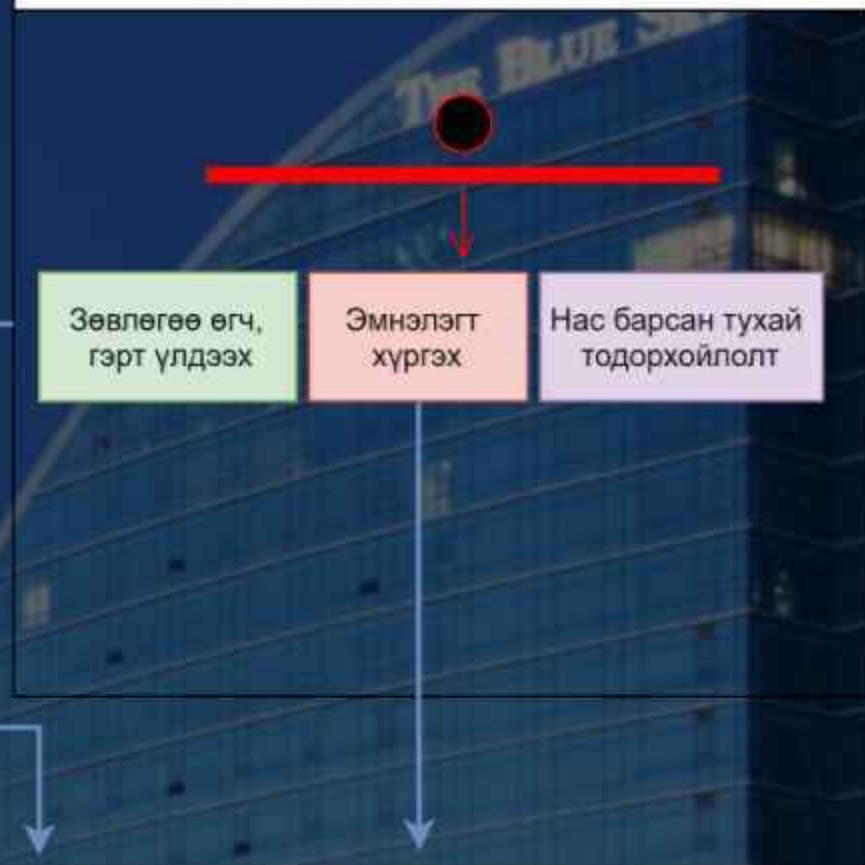 THE BLUE SKY
Зөвлөгөө өгч,
гэрт үлдээх
Эмнэлэгт
хүргэх
Нас барсан тухай
тодорхойлолт